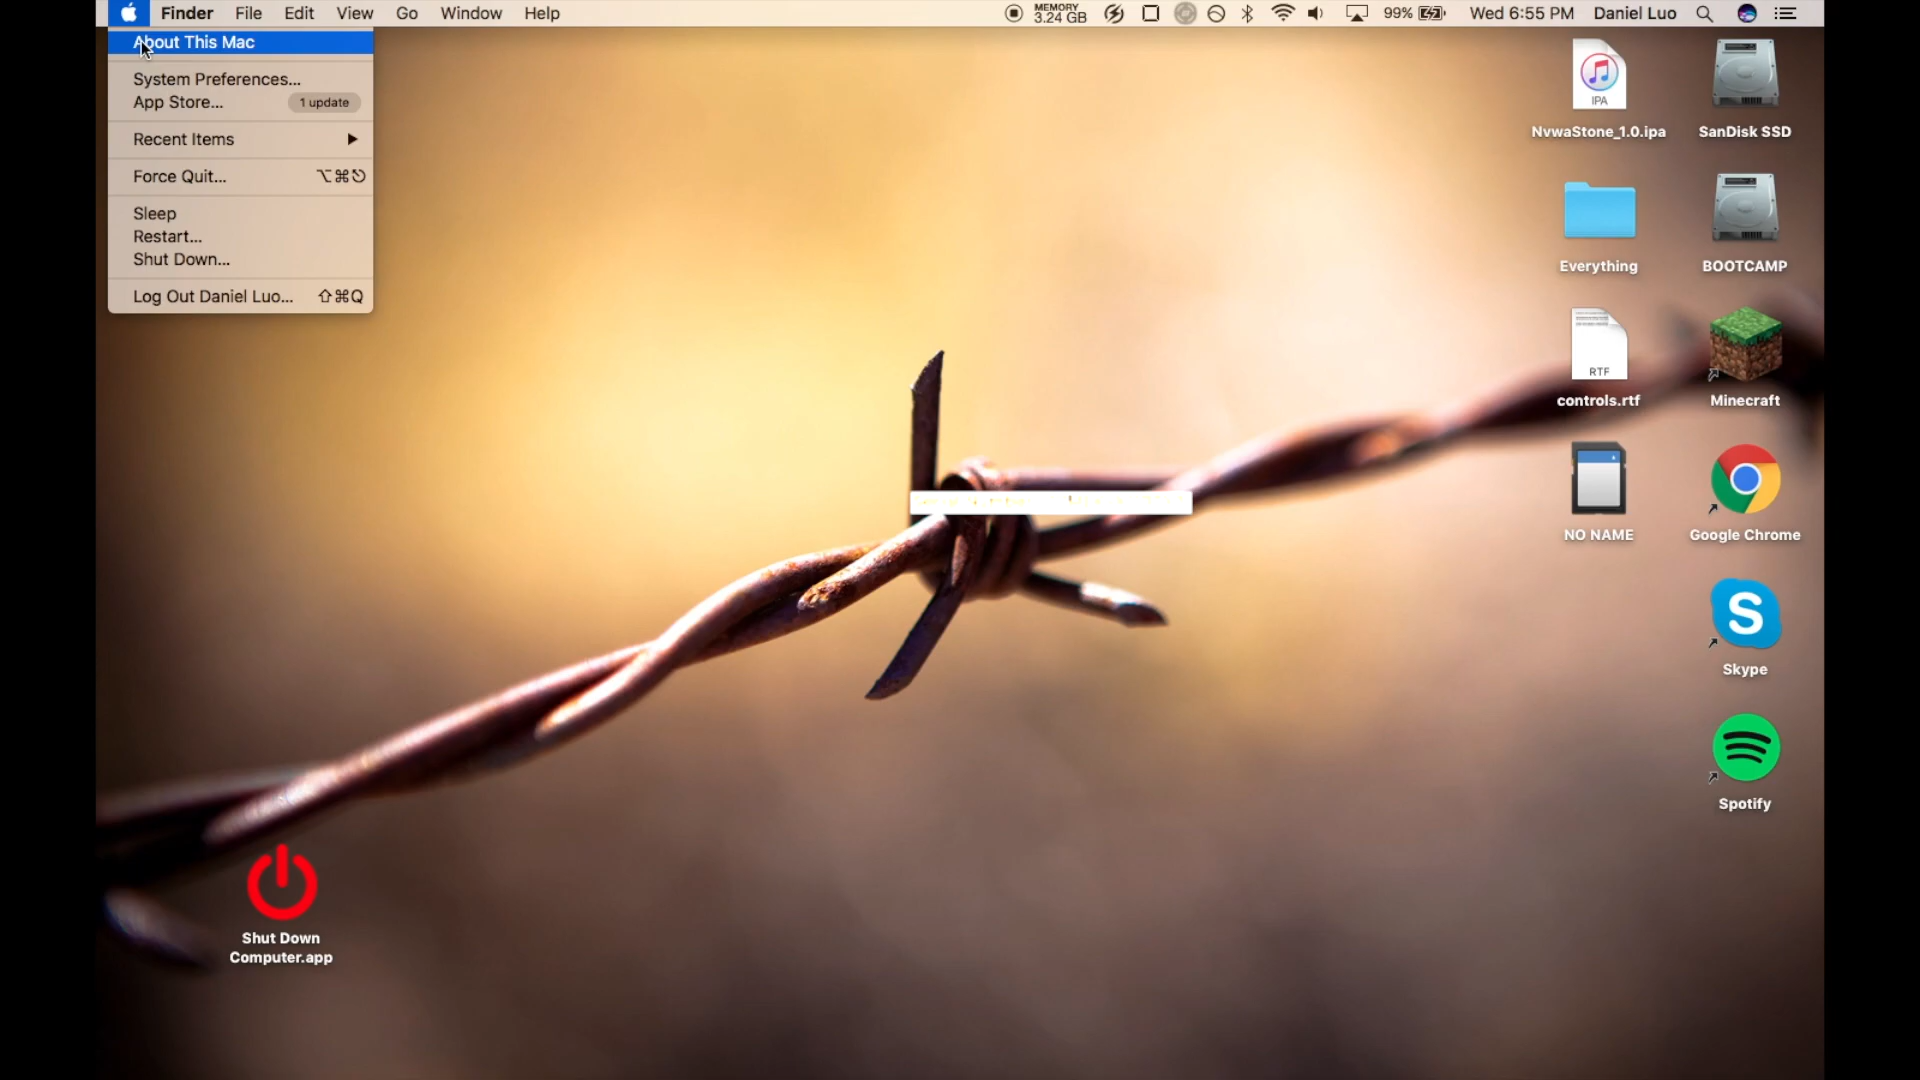 Finder File Edit View Go Window Help MEMORY 3.24 GB 99% Wed 6:55 PM Daniel Luo
About This Mac
System Preferences...
App Store... 1 update
Recent Items
Force Quit... ⌥⌘⎋
Sleep
Restart...
Shut Down...
Log Out Daniel Luo... ⇧⌘Q
IPA
NvwaStone_1.0.ipa
SanDisk SSD
Everything
BOOTCAMP
RTF
controls.rtf
Minecraft
NO NAME
Google Chrome
S
Skype
Spotify
Shut Down
Computer.app